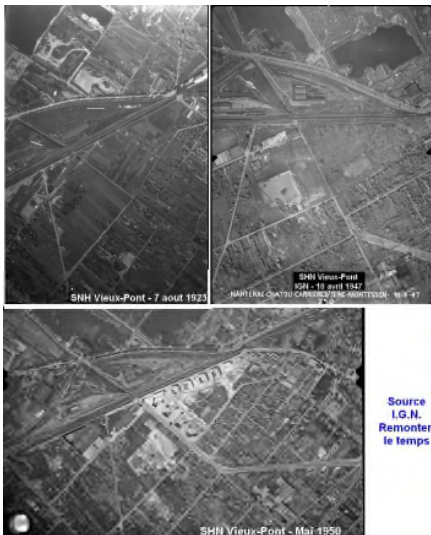 SNH Vieux-Pont - 7 aout 1923
SHN Vieux-Pont
IGN - 10 avril 1947
SHN Vieux-Pont - Mai 1950
Source
I.G.N.
Remonter
le temps